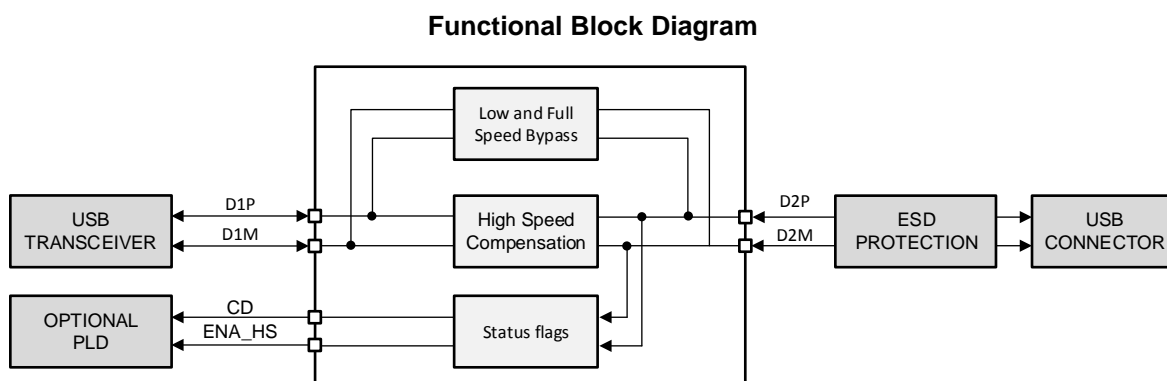 Functional Block Diagram
Low and Full
Speed Bypass
USB
TRANSCEIVER
D1P
D1M
High Speed
Compensation
D2P
D2M
ESD
PROTECTION
USB
CONNECTOR
OPTIONAL
PLD
CD
ENA_HS
Status flags